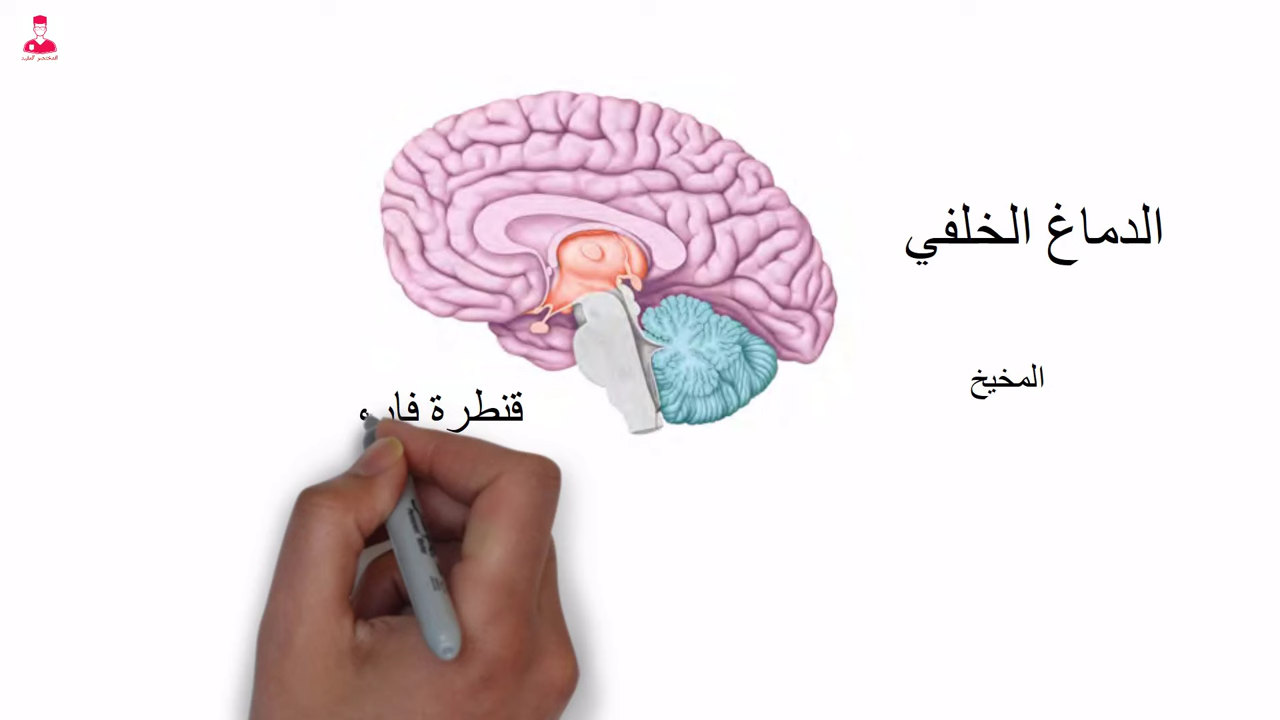 الدماغ الخلفي
المخيخ
قنطرة